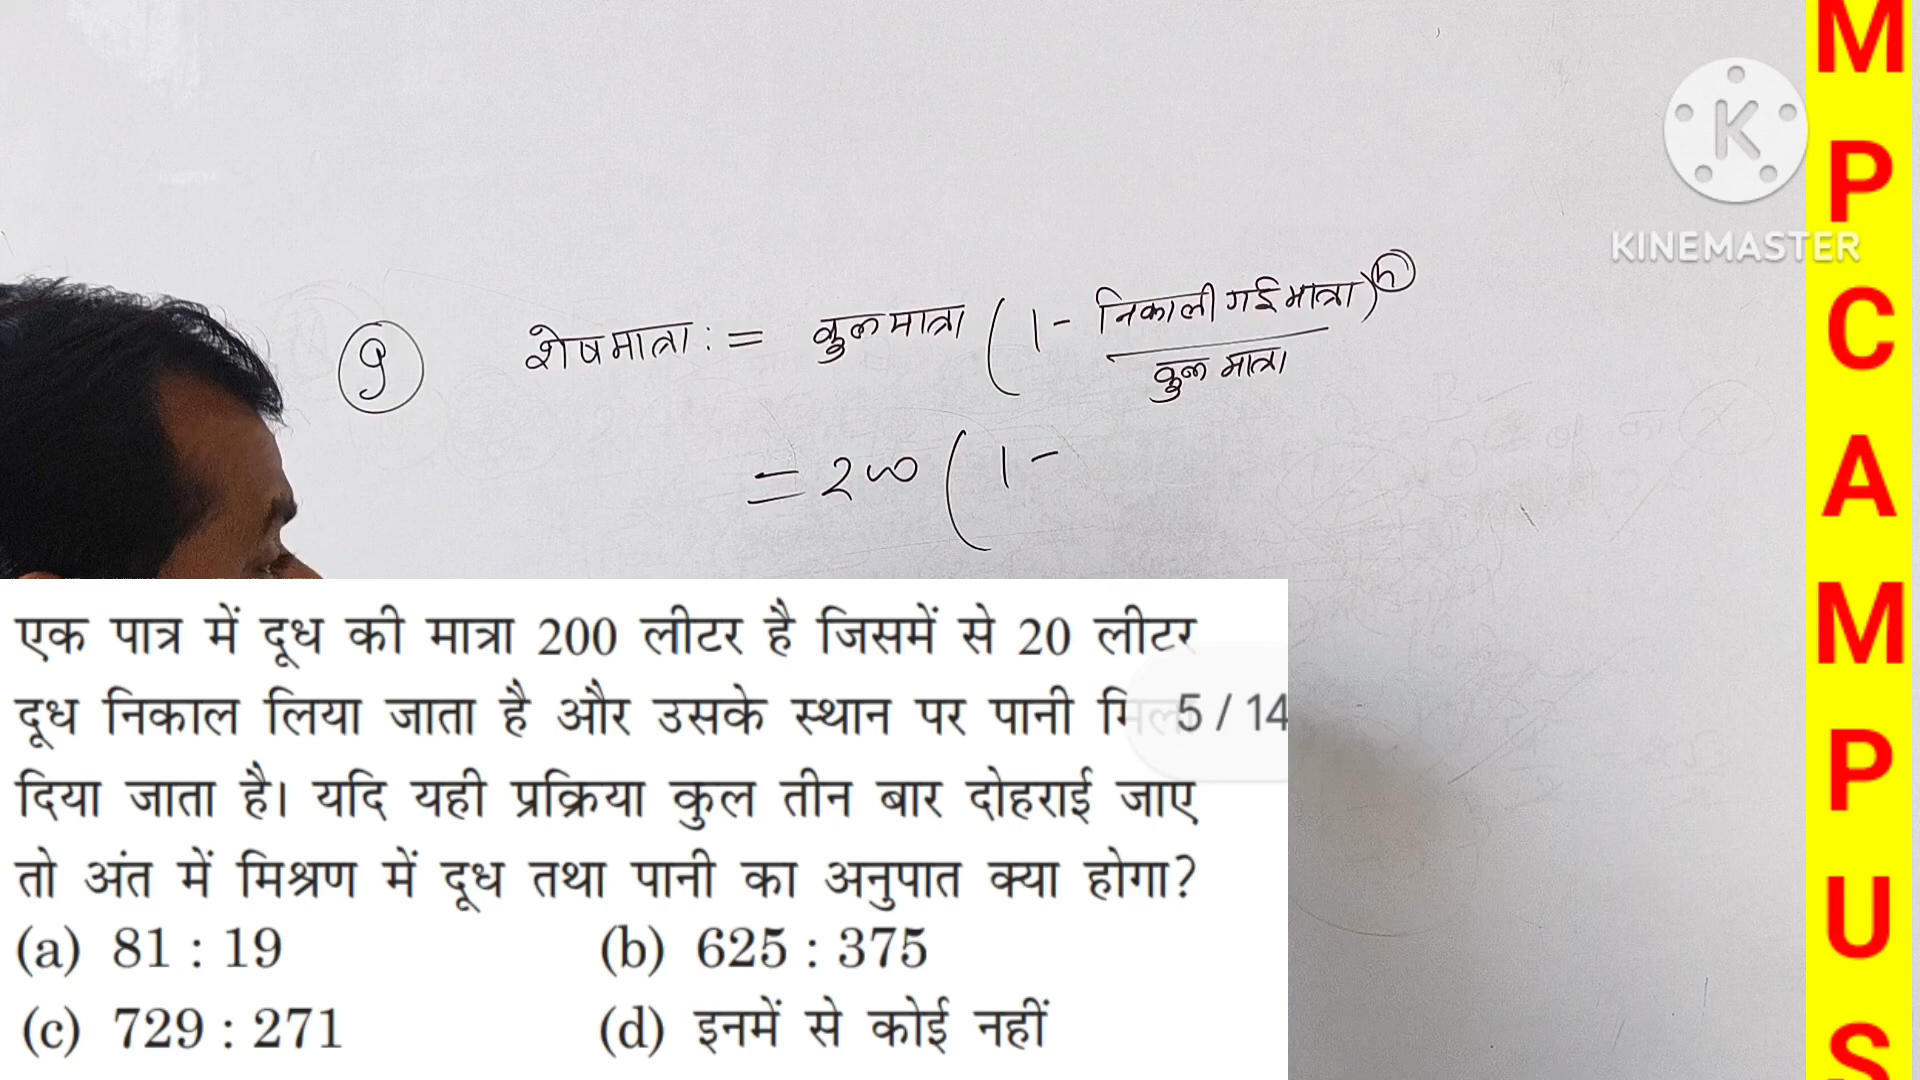 9 शेष मात्रा := कुल मात्रा (1 - निकाली गई मात्रा / कुल मात्रा)ⁿ
= 200 (1 -
एक पात्र में दूध की मात्रा 200 लीटर है जिसमें से 20 लीटर
दूध निकाल लिया जाता है और उसके स्थान पर पानी मिला
5 / 14
दिया जाता है। यदि यही प्रक्रिया कुल तीन बार दोहराई जाए
तो अंत में मिश्रण में दूध तथा पानी का अनुपात क्या होगा?
(a) 81 : 19 (b) 625 : 375
(c) 729 : 271 (d) इनमें से कोई नहीं
K
KINEMASTER
M
P
C
A
M
P
U
S